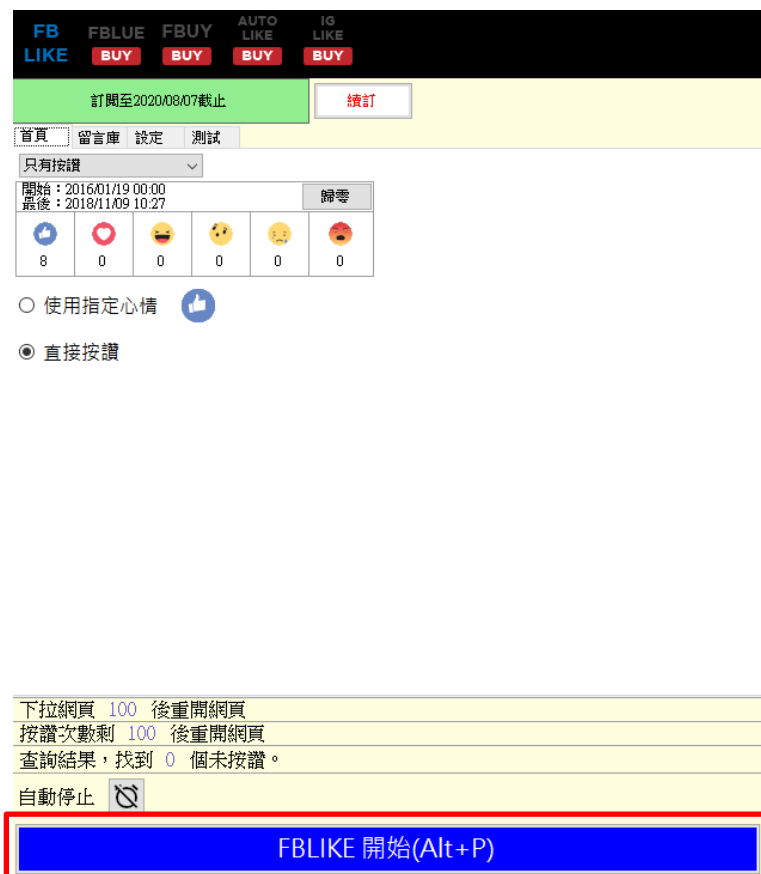 FB LIKE FBLUE BUY FBUY BUY AUTO LIKE BUY IG LIKE BUY
訂閱至2020/08/07截止 續訂
首頁 留言庫 設定 測試
只有按讚
開始：2016/01/19 00:00
最後：2018/11/09 10:27
歸零
8 0 0 0 0 0
使用指定心情
直接按讚
下拉網頁 100 後重開網頁
按讚次數剩 100 後重開網頁
查詢結果，找到 0 個未按讚。
自動停止
FBLIKE 開始(Alt+P)